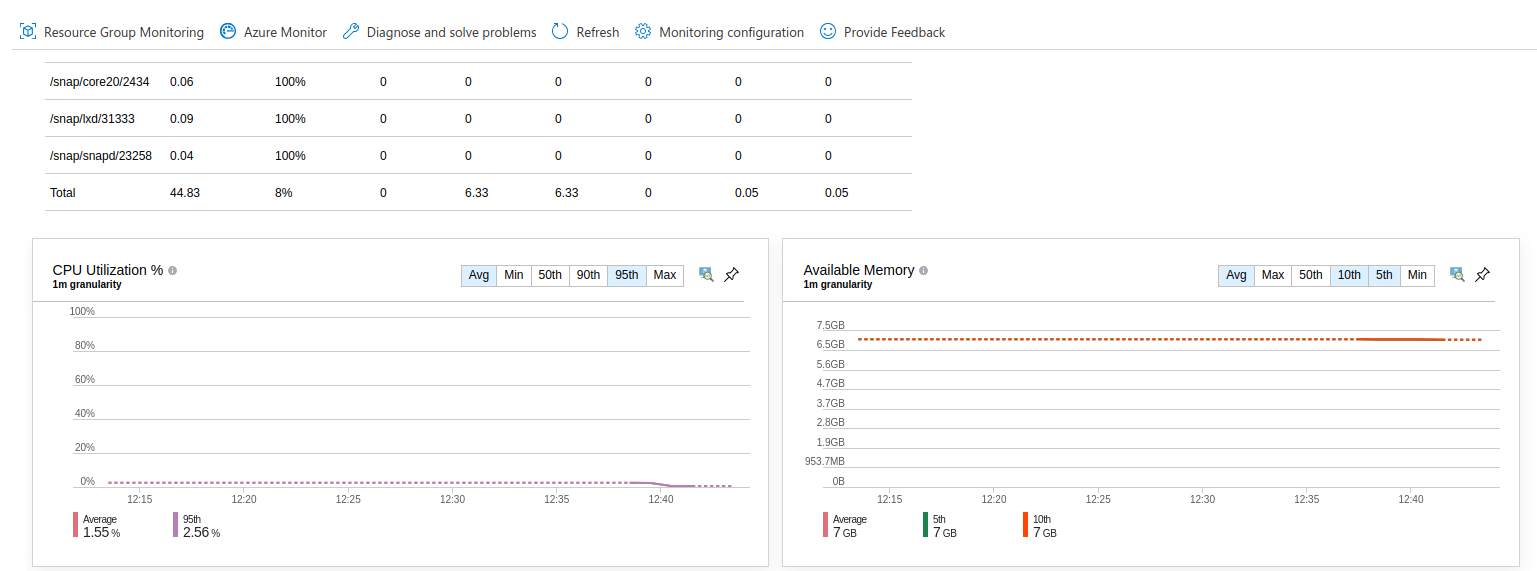 Resource Group Monitoring Azure Monitor Diagnose and solve problems Refresh Monitoring configuration Provide Feedback
/snap/core20/2434 0.06 100% 0 0 0 0 0 0
/snap/lxd/31333 0.09 100% 0 0 0 0 0 0
/snap/snapd/23258 0.04 100% 0 0 0 0 0 0
Total 44.83 8% 0 6.33 6.33 0 0.05 0.05
CPU Utilization %
1m granularity
Avg Min 50th 90th 95th Max
100%
80%
60%
40%
20%
0%
12:15 12:20 12:25 12:30 12:35 12:40
Average
1.55 %
95th
2.56 %
Available Memory
1m granularity
Avg Max 50th 10th 5th Min
7.5GB
6.5GB
5.6GB
4.7GB
3.7GB
2.8GB
1.9GB
953.7MB
0B
12:15 12:20 12:25 12:30 12:35 12:40
Average
7 GB
5th
7 GB
10th
7 GB